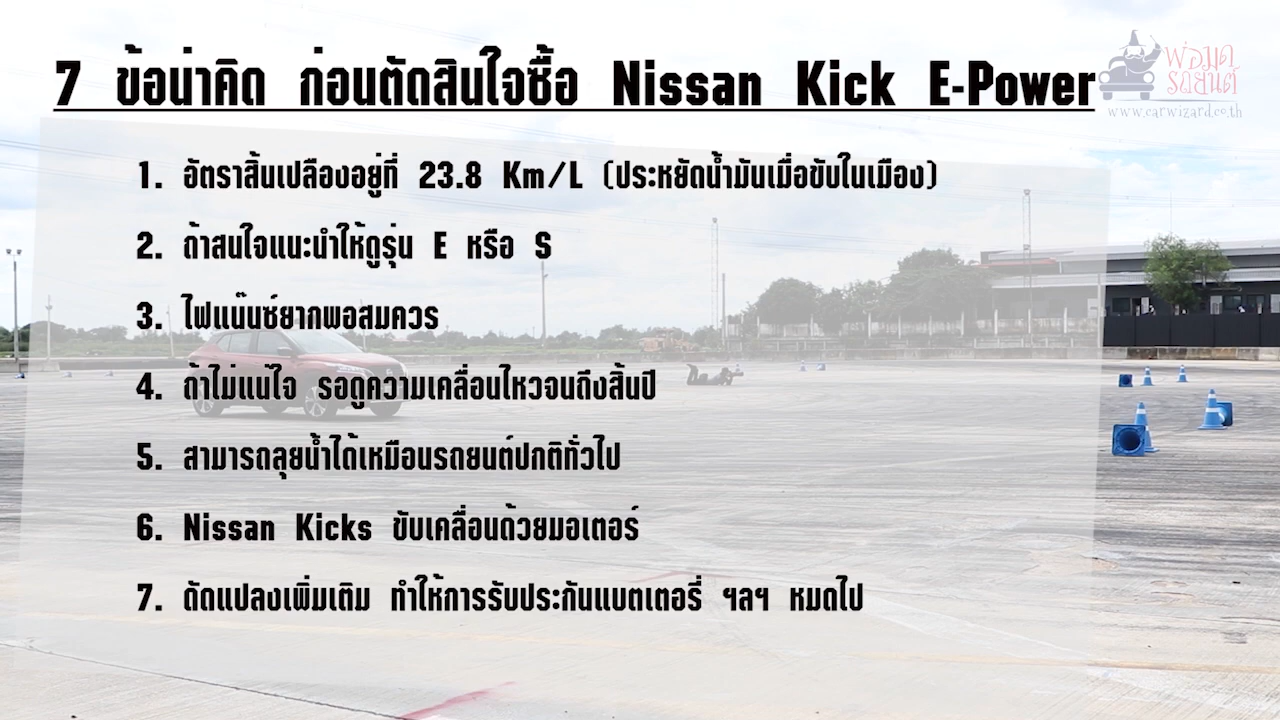 7 ข้อน่าคิด ก่อนตัดสินใจซื้อ Nissan Kick E-Power
พ่อมด
รถยนต์
www.carwizard.co.th
1. อัตราสิ้นเปลืองอยู่ที่ 23.8 Km/L (ประหยัดน้ำมันเมื่อขับในเมือง)
2. ถ้าสนใจแนะนำให้ดูรุ่น E หรือ S
3. ไฟแน๊นซ์ยากพอสมควร
4. ถ้าไม่แน่ใจ รอดูความเคลื่อนไหวจนถึงสิ้นปี
5. สามารถลุยน้ำได้เหมือนรถยนต์ปกติทั่วไป
6. Nissan Kicks ขับเคลื่อนด้วยมอเตอร์
7. ดัดแปลงเพิ่มเติม ทำให้การรับประกันแบตเตอรี่ ฯลฯ หมดไป